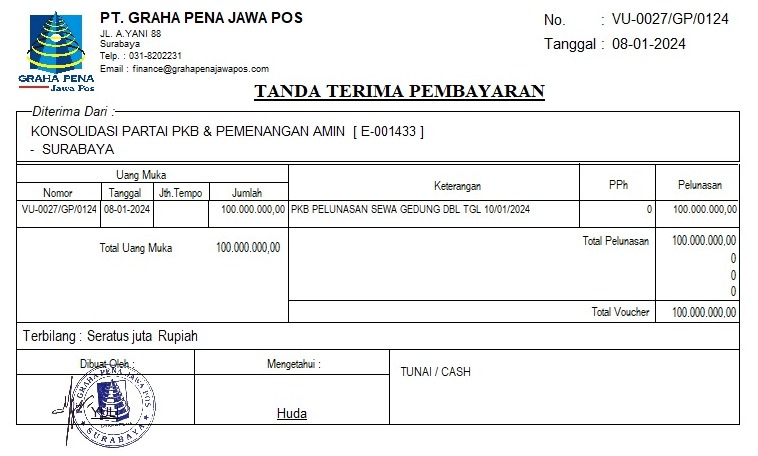 PT. GRAHA PENA JAWA POS
JL. A.YANI 88
Surabaya
Telp. : 031-8202231
Email : finance@grahapenajawapos.com
GRAHA PENA
Jawa Pos
No. : VU-0027/GP/0124
Tanggal : 08-01-2024
TANDA TERIMA PEMBAYARAN
Diterima Dari :
KONSOLIDASI PARTAI PKB & PEMENANGAN AMIN [ E-001433 ]
- SURABAYA
Uang Muka Keterangan PPh Pelunasan
Nomor Tanggal Jth.Tempo Jumlah
VU-0027/GP/0124 08-01-2024 100.000.000,00 PKB PELUNASAN SEWA GEDUNG DBL TGL 10/01/2024 0 100.000.000,00
Total Uang Muka 100.000.000,00 Total Pelunasan 100.000.000,00
0
0
0
Total Voucher 100.000.000,00
Terbilang : Seratus juta Rupiah
Dibuat Oleh : Mengetahui : TUNAI / CASH
PT. GRAHA PENA JAWA POS
SURABAYA
Huda